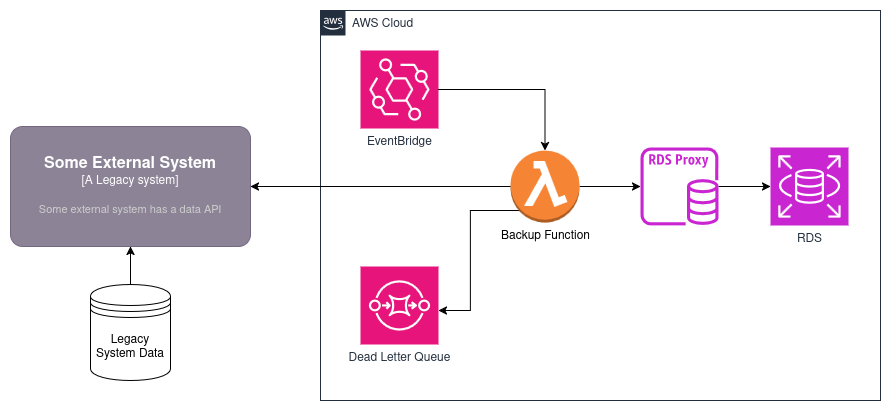 aws
AWS Cloud
EventBridge
Some External System
[A Legacy system]
Some external system has a data API
RDS Proxy
Backup Function
RDS
Legacy
System Data
Dead Letter Queue